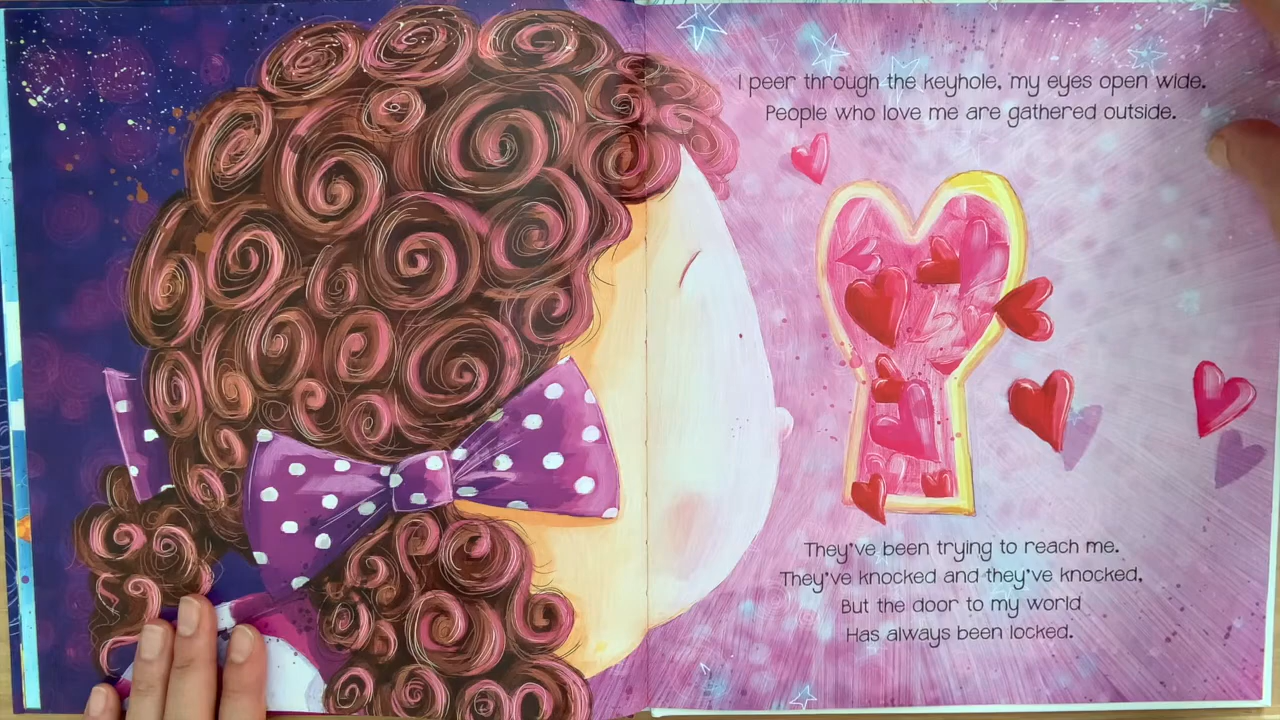 I peer through the keyhole, my eyes open wide.
People who love me are gathered outside.
They've been trying to reach me.
They've knocked and they've knocked,
But the door to my world
Has always been locked.